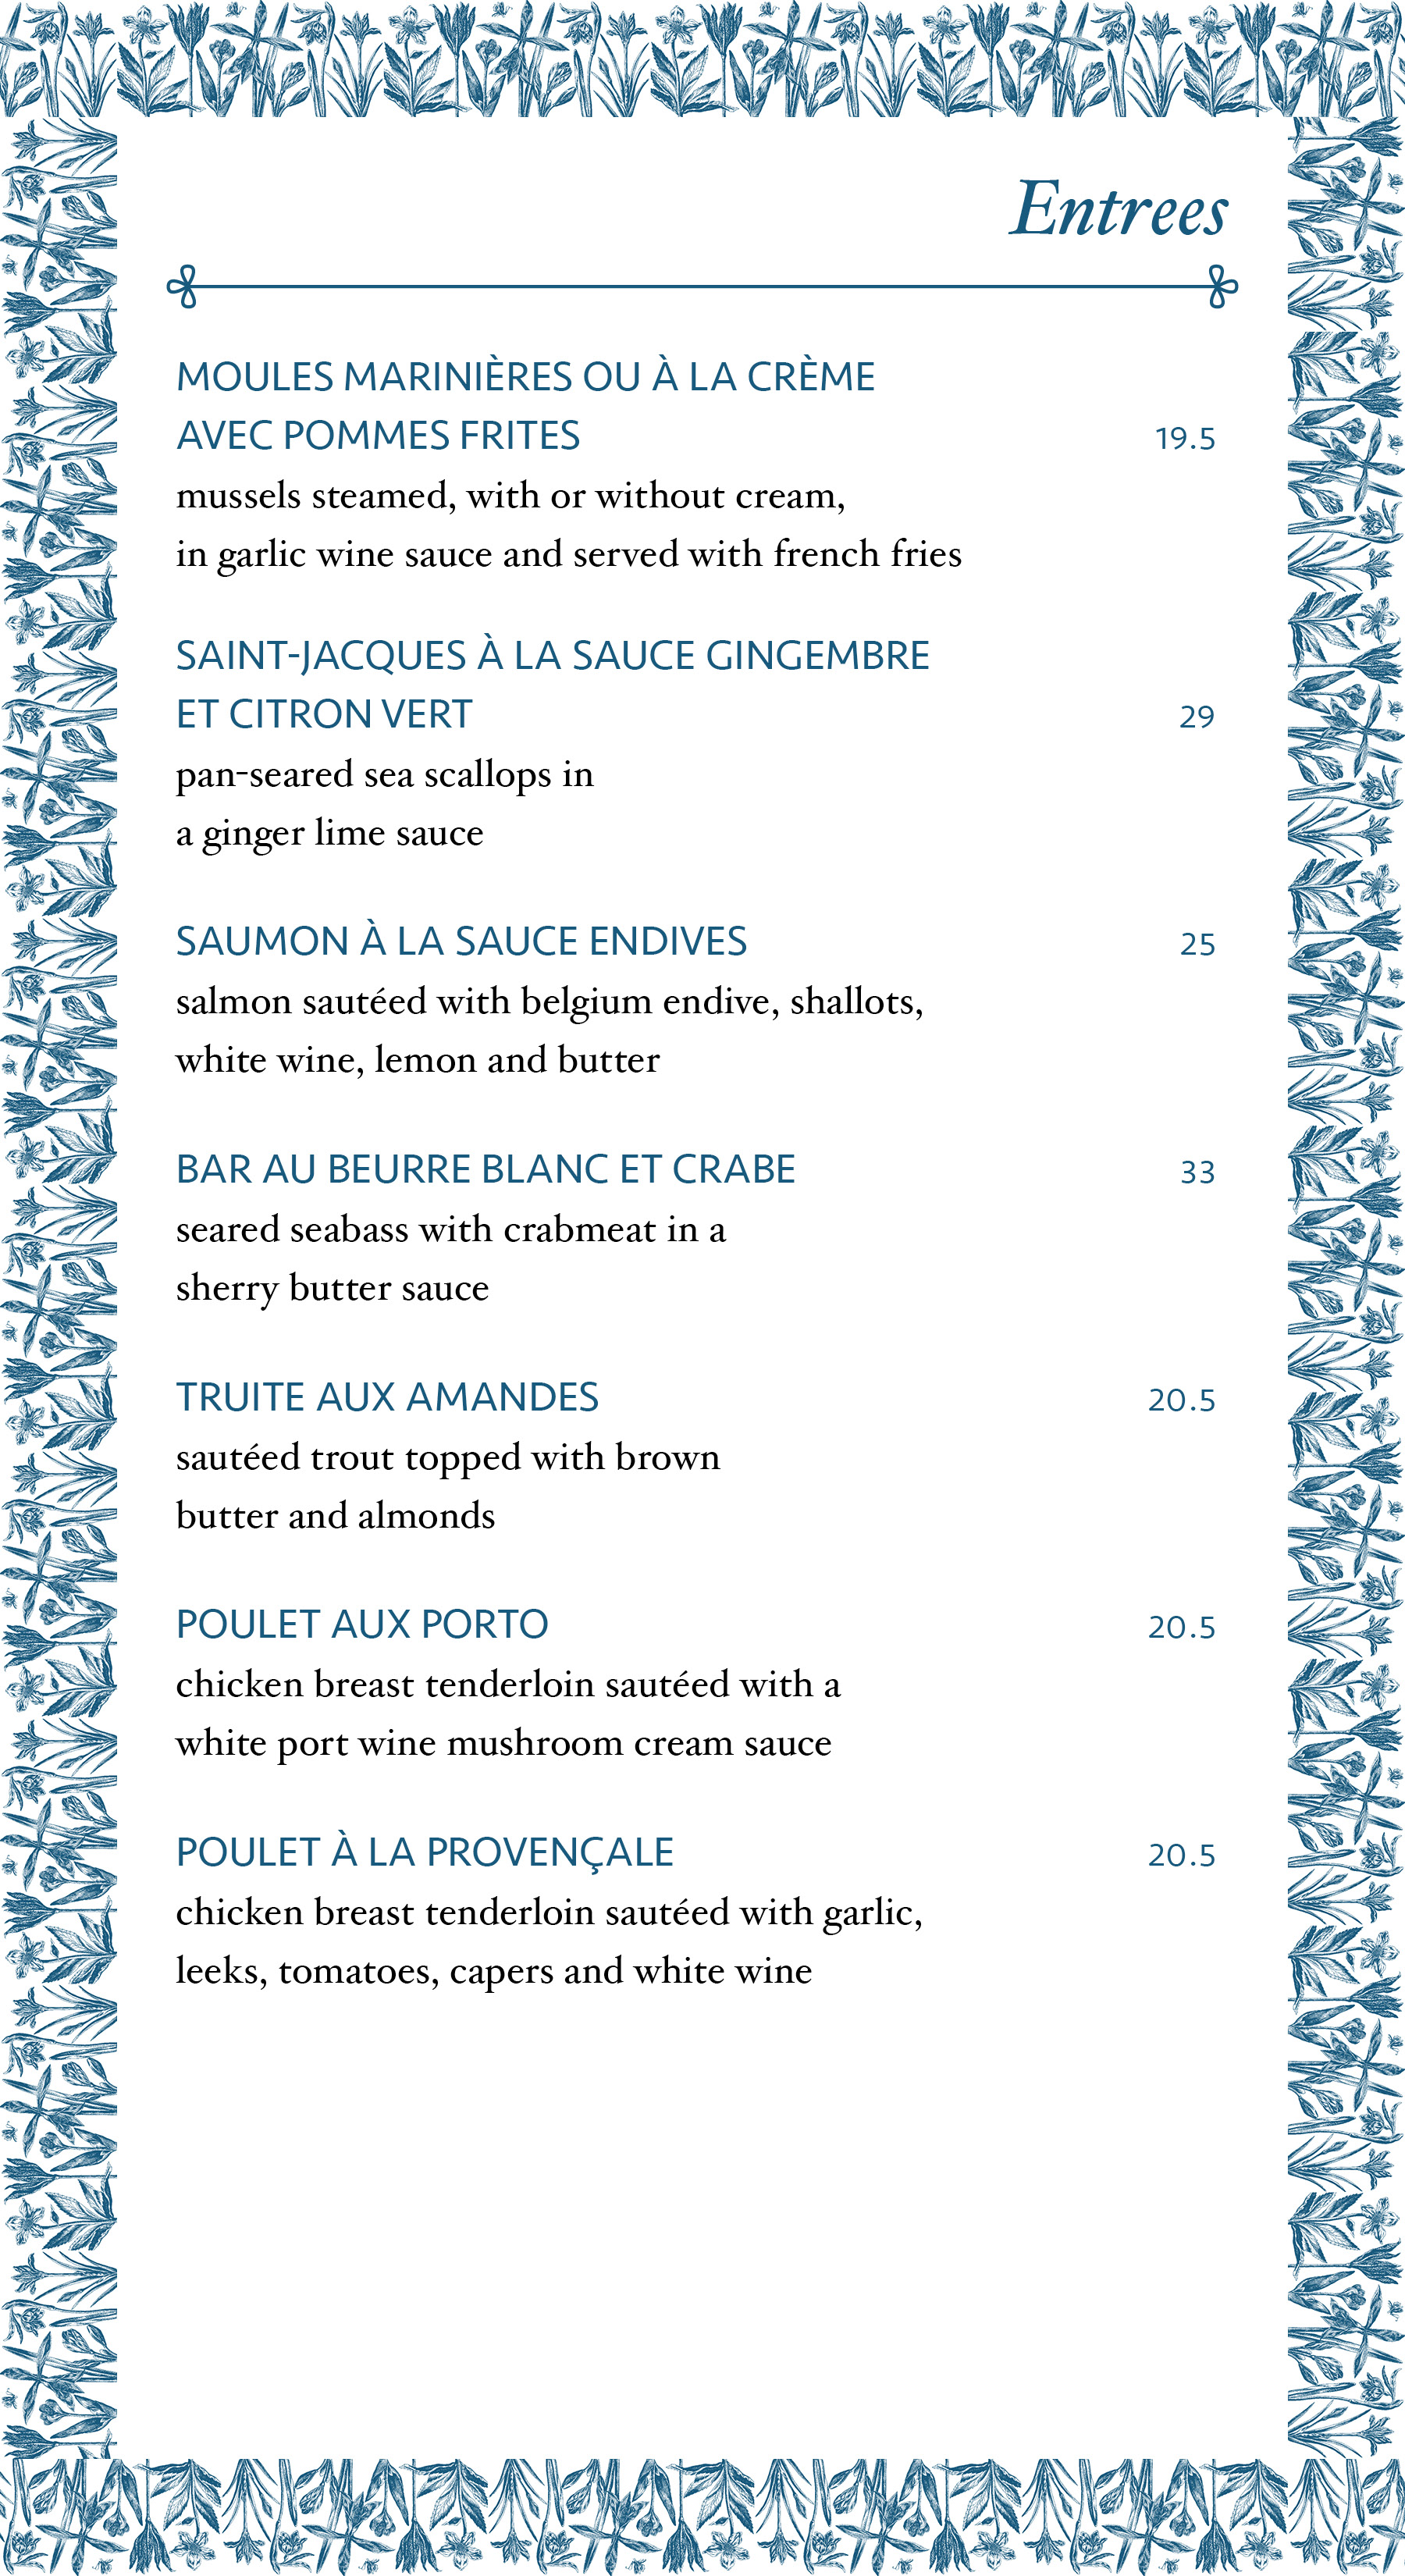 Entrees
MOULES MARINIÈRES OU À LA CRÈME
AVEC POMMES FRITES 19.5
mussels steamed, with or without cream,
in garlic wine sauce and served with french fries
SAINT-JACQUES À LA SAUCE GINGEMBRE
ET CITRON VERT 29
pan-seared sea scallops in
a ginger lime sauce
SAUMON À LA SAUCE ENDIVES 25
salmon sautéed with belgium endive, shallots,
white wine, lemon and butter
BAR AU BEURRE BLANC ET CRABE 33
seared seabass with crabmeat in a
sherry butter sauce
TRUITE AUX AMANDES 20.5
sautéed trout topped with brown
butter and almonds
POULET AUX PORTO 20.5
chicken breast tenderloin sautéed with a
white port wine mushroom cream sauce
POULET À LA PROVENÇALE 20.5
chicken breast tenderloin sautéed with garlic,
leeks, tomatoes, capers and white wine